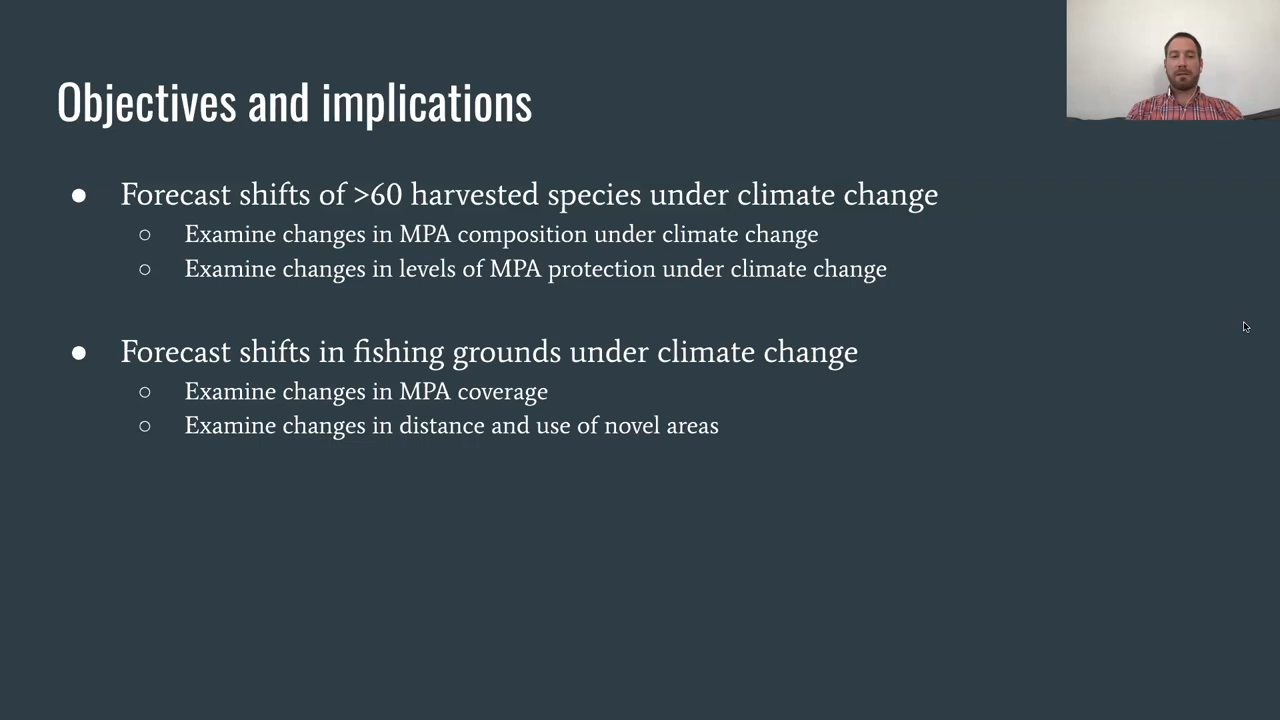 Objectives and implications
● Forecast shifts of >60 harvested species under climate change
○ Examine changes in MPA composition under climate change
○ Examine changes in levels of MPA protection under climate change
● Forecast shifts in fishing grounds under climate change
○ Examine changes in MPA coverage
○ Examine changes in distance and use of novel areas